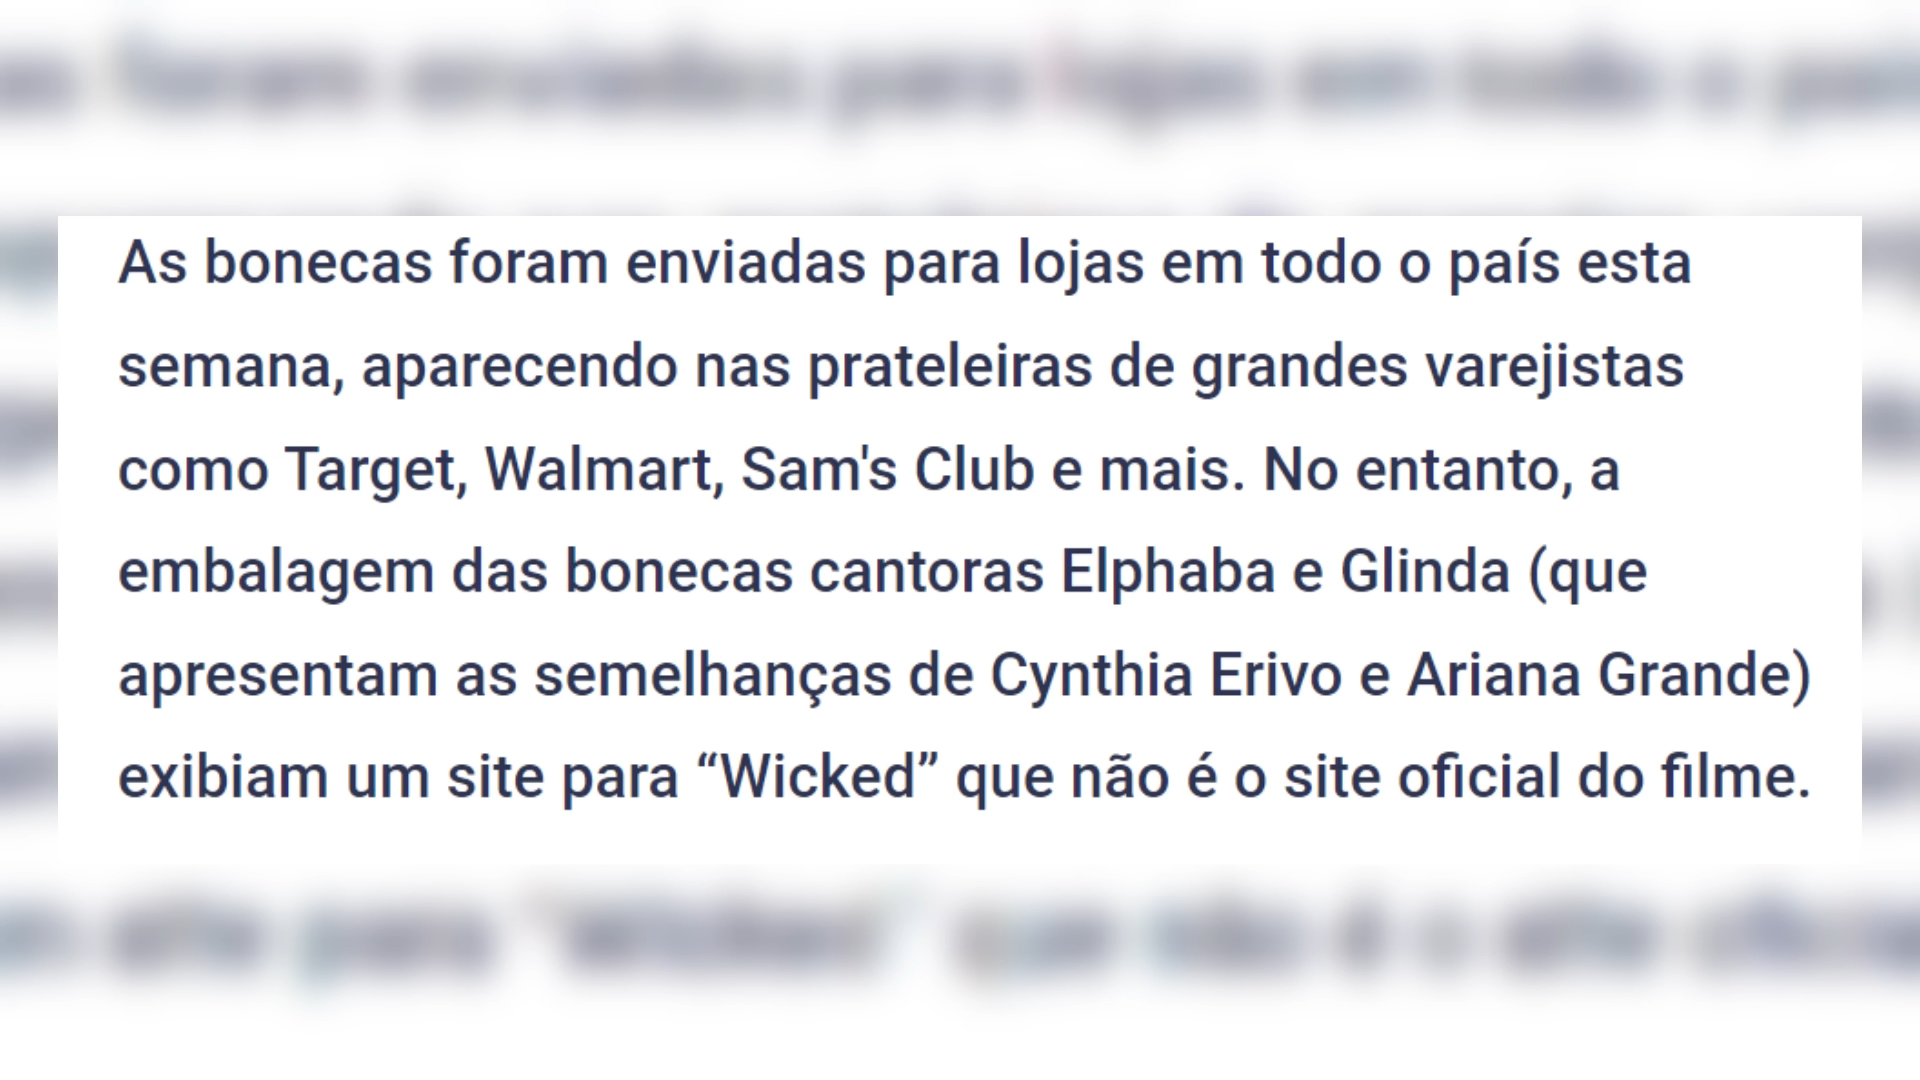 As bonecas foram enviadas para lojas em todo o país esta
semana, aparecendo nas prateleiras de grandes varejistas
como Target, Walmart, Sam's Club e mais. No entanto, a
embalagem das bonecas cantoras Elphaba e Glinda (que
apresentam as semelhanças de Cynthia Erivo e Ariana Grande)
exibiam um site para “Wicked” que não é o site oficial do filme.